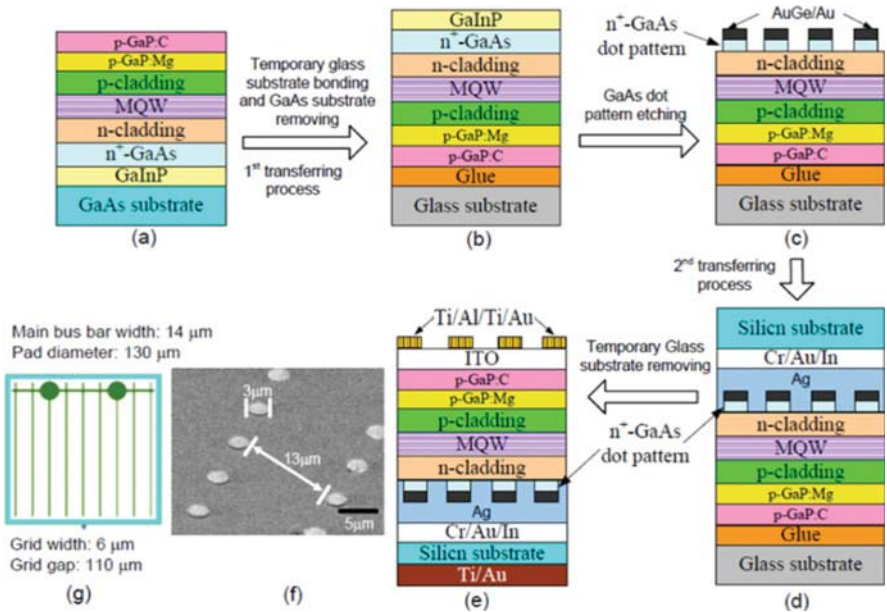 p-GaP:C
p-GaP:Mg
p-cladding
MQW
n-cladding
n⁺-GaAs
GaInP
GaAs substrate
(a)
Temporary glass
substrate bonding
and GaAs substrate
removing
1st transferring
process
GaInP
n⁺-GaAs
n-cladding
MQW
p-cladding
p-GaP:Mg
p-GaP:C
Glue
Glass substrate
(b)
GaAs dot
pattern etching
n⁺-GaAs
dot pattern
AuGe/Au
n-cladding
MQW
p-cladding
p-GaP:Mg
p-GaP:C
Glue
Glass substrate
(c)
2nd transferring
process
Silicn substrate
Cr/Au/In
Ag
n-cladding
MQW
p-cladding
p-GaP:Mg
p-GaP:C
Glue
Glass substrate
(d)
Temporary Glass
substrate removing
n⁺-GaAs
dot pattern
Ti/Al/Ti/Au
ITO
p-GaP:C
p-GaP:Mg
p-cladding
MQW
n-cladding
Ag
Cr/Au/In
Silicn substrate
Ti/Au
(e)
3μm
13μm
5μm
(f)
Main bus bar width: 14 μm
Pad diameter: 130 μm
Grid width: 6 μm
Grid gap: 110 μm
(g)